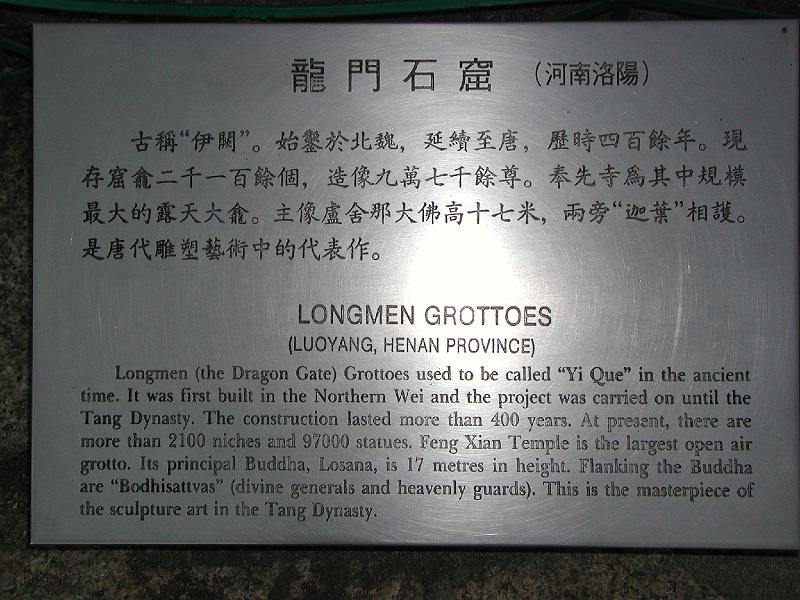 龍門石窟 （河南洛陽）
古稱“伊闕”。始鑿於北魏，延續至唐，歷時四百餘年。現
存窟龕二千一百餘個，造像九萬七千餘尊。奉先寺為其中規模
最大的露天大龕。主像盧舍那大佛高十七米，兩旁“迦葉”相護。
是唐代雕塑藝術中的代表作。
LONGMEN GROTTOES
(LUOYANG, HENAN PROVINCE)
Longmen (the Dragon Gate) Grottoes used to be called “Yi Que” in the ancient
time. It was first built in the Northern Wei and the project was carried on until the
Tang Dynasty. The construction lasted more than 400 years. At present, there are
more than 2100 niches and 97000 statues. Feng Xian Temple is the largest open air
grotto. Its principal Buddha, Losana, is 17 metres in height. Flanking the Buddha
are “Bodhisattvas” (divine generals and heavenly guards). This is the masterpiece of
the sculpture art in the Tang Dynasty.